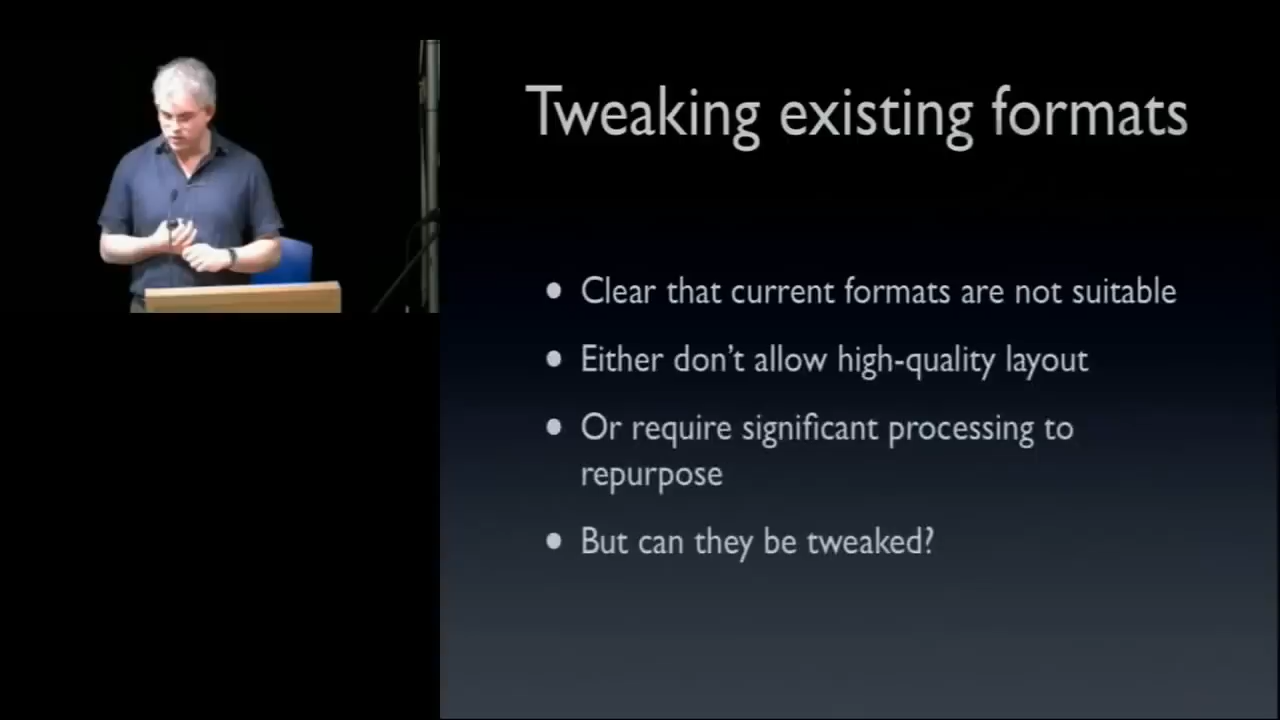 Tweaking existing formats
• Clear that current formats are not suitable
• Either don't allow high-quality layout
• Or require significant processing to
repurpose
• But can they be tweaked?